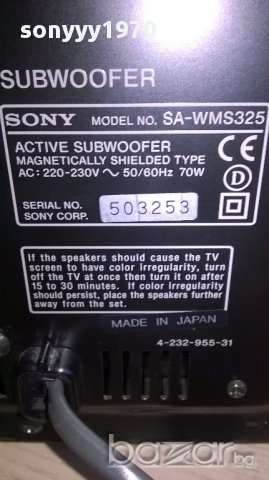 sonyyy1970
SUBWOOFER
SONY MODEL NO. SA-WMS325
ACTIVE SUBWOOFER
MAGNETICALLY SHIELDED TYPE
AC: 220-230V ~ 50/60Hz 70W
CE
SERIAL NO. 503253
SONY CORP.
If the speakers should cause the TV
screen to have color irregularity, turn
off the TV at once then turn it on after
15 to 30 minutes. If color irregularity
should persist, place the speakers further
away from the set.
MADE IN JAPAN
4-232-955-31
bazar.bg